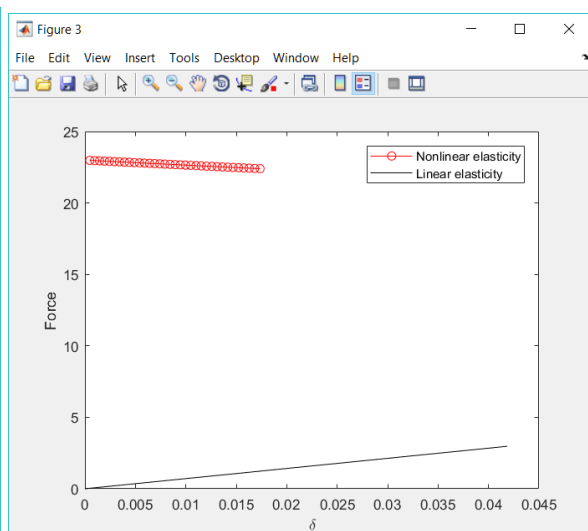 Figure 3
File Edit View Insert Tools Desktop Window Help
25
20
15
10
5
0
Force
Nonlinear elasticity
Linear elasticity
0 0.005 0.01 0.015 0.02 0.025 0.03 0.035 0.04 0.045
δ